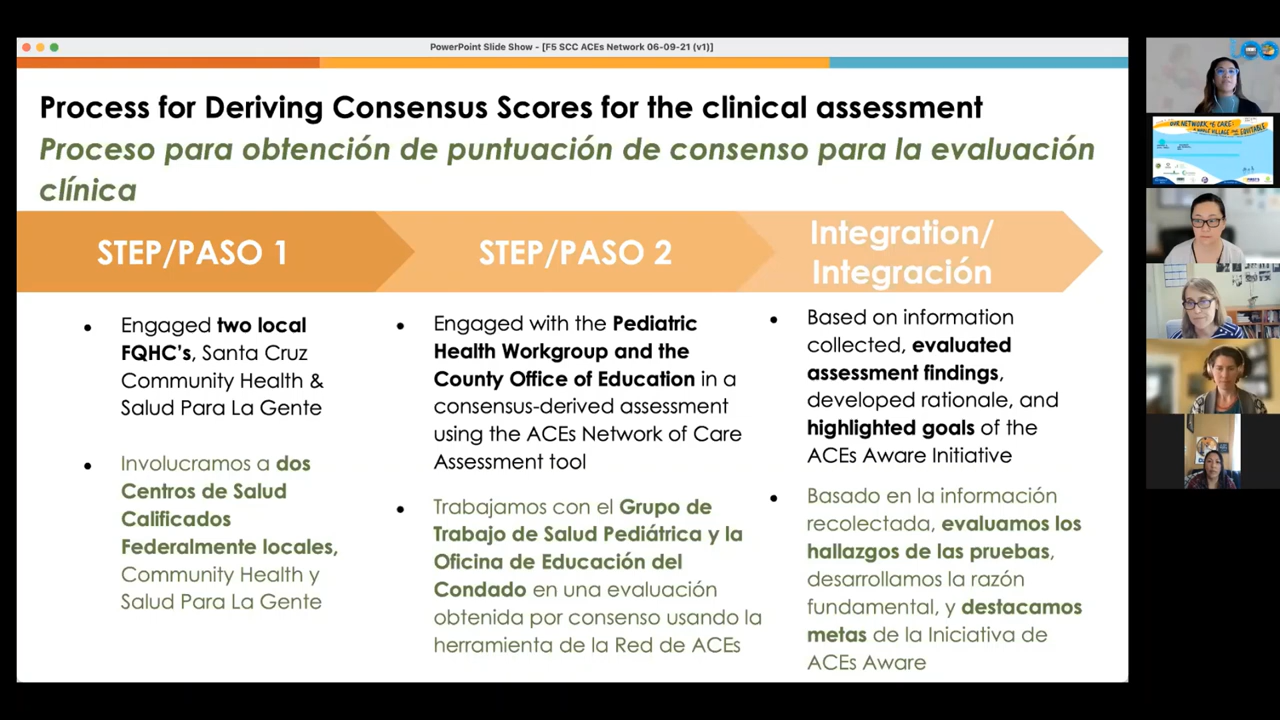 PowerPoint Slide Show - [F5 SCC ACEs Network 06-09-21 (v1)]
Process for Deriving Consensus Scores for the clinical assessment
Proceso para obtención de puntuación de consenso para la evaluación
clínica
STEP/PASO 1
• Engaged two local
FQHC's, Santa Cruz
Community Health &
Salud Para La Gente
• Involucramos a dos
Centros de Salud
Calificados
Federalmente locales,
Community Health y
Salud Para La Gente
STEP/PASO 2
• Engaged with the Pediatric
Health Workgroup and the
County Office of Education in a
consensus-derived assessment
using the ACEs Network of Care
Assessment tool
• Trabajamos con el Grupo de
Trabajo de Salud Pediátrica y la
Oficina de Educación del
Condado en una evaluación
obtenida por consenso usando la
herramienta de la Red de ACEs
Integration/
Integración
• Based on information
collected, evaluated
assessment findings,
developed rationale, and
highlighted goals of the
ACEs Aware Initiative
• Basado en la información
recolectada, evaluamos los
hallazgos de las pruebas,
desarrollamos la razón
fundamental, y destacamos
metas de la Iniciativa de
ACEs Aware
OUR NETWORK OF CARE:
EQUITABLE